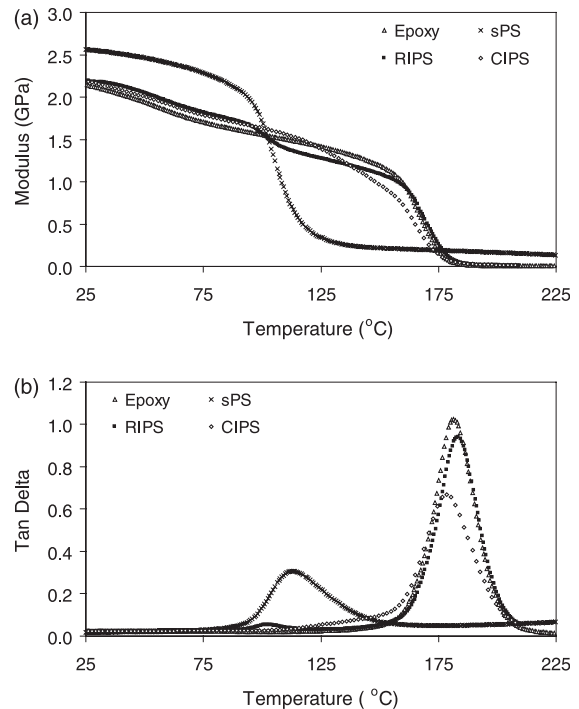 (a)
△ Epoxy × sPS
▪ RIPS ◇ CIPS
Modulus (GPa)
3.0
2.5
2.0
1.5
1.0
0.5
0.0
25 75 125 175 225
Temperature (°C)
(b)
△ Epoxy × sPS
▪ RIPS ◇ CIPS
Tan Delta
1.2
1.0
0.8
0.6
0.4
0.2
0.0
25 75 125 175 225
Temperature ( °C)